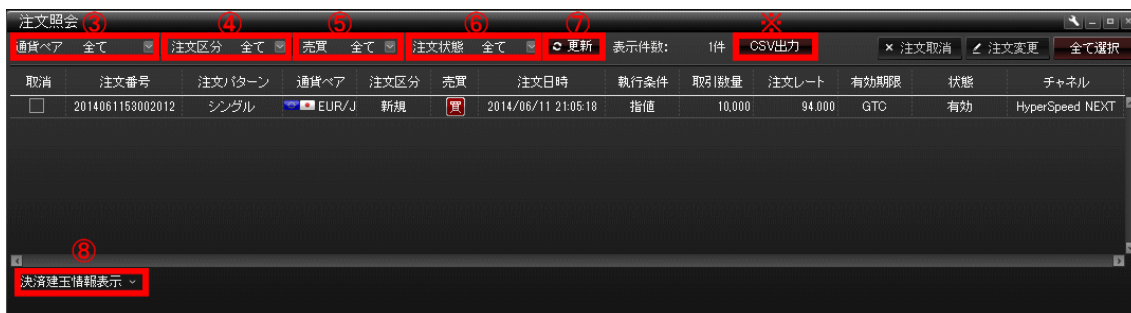 注文照会 ③ ④ ⑤ ⑥ ⑦ ※
通貨ペア 全て 注文区分 全て 売買 全て 注文状態 全て 更新 表示件数: 1件 CSV出力 × 注文取消 注文変更 全て選択
取消 注文番号 注文パターン 通貨ペア 注文区分 売買 注文日時 執行条件 取引数量 注文レート 有効期限 状態 チャネル
2014061153002012 シングル EUR/J 新規 買 2014/06/11 21:05:18 指値 10,000 94.000 GTC 有効 HyperSpeed NEXT
⑧
決済建玉情報表示